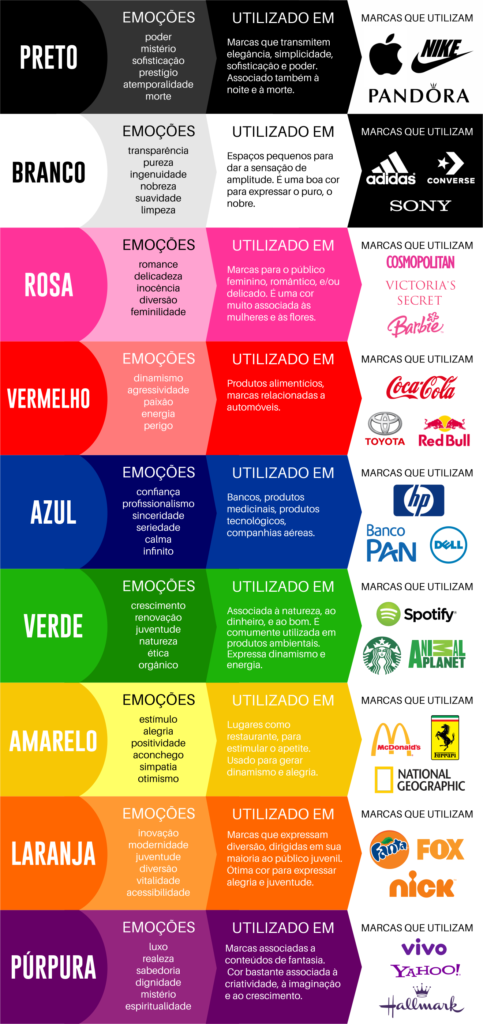 PRETO
EMOÇÕES
poder
mistério
sofisticação
prestígio
atemporalidade
morte
UTILIZADO EM
Marcas que transmitem
elegância, simplicidade,
sofisticação e poder.
Associado também à
noite e à morte.
MARCAS QUE UTILIZAM
NIKE
PANDORA
BRANCO
EMOÇÕES
transparência
pureza
ingenuidade
nobreza
suavidade
limpeza
UTILIZADO EM
Espaços pequenos para
dar a sensação de
amplitude. É uma boa cor
para expressar o puro, o
nobre.
MARCAS QUE UTILIZAM
adidas
CONVERSE
SONY
ROSA
EMOÇÕES
romance
delicadeza
inocência
diversão
feminilidade
UTILIZADO EM
Marcas para o público
feminino, romântico, e/ou
delicado. É uma cor
muito associada às
mulheres e às flores.
MARCAS QUE UTILIZAM
COSMOPOLITAN
VICTORIA'S
SECRET
Barbie
VERMELHO
EMOÇÕES
dinamismo
agressividade
paixão
energia
perigo
UTILIZADO EM
Produtos alimentícios,
marcas relacionadas a
automóveis.
MARCAS QUE UTILIZAM
Coca-Cola
TOYOTA
Red Bull
AZUL
EMOÇÕES
confiança
profissionalismo
sinceridade
seriedade
calma
infinito
UTILIZADO EM
Bancos, produtos
medicinais, produtos
tecnológicos,
companhias aéreas.
MARCAS QUE UTILIZAM
hp
Banco
PAN
DELL
VERDE
EMOÇÕES
crescimento
renovação
juventude
natureza
ética
orgânico
UTILIZADO EM
Associada à natureza, ao
dinheiro, e ao bom. É
comumente utilizada em
produtos ambientais.
Expressa dinamismo e
energia.
MARCAS QUE UTILIZAM
Spotify
ANIMAL
PLANET
AMARELO
EMOÇÕES
estímulo
alegria
positividade
aconchego
simpatia
otimismo
UTILIZADO EM
Lugares como
restaurante, para
estimular o apetite.
Usado para gerar
dinamismo e alegria.
MARCAS QUE UTILIZAM
McDonald's
Ferrari
NATIONAL
GEOGRAPHIC
LARANJA
EMOÇÕES
inovação
modernidade
juventude
diversão
vitalidade
acessibilidade
UTILIZADO EM
Marcas que expressam
diversão, dirigidas em sua
maioria ao publico juvenil.
Ótima cor para expressar
alegria e juventude.
MARCAS QUE UTILIZAM
Fanta
FOX
nick
PÚRPURA
EMOÇÕES
luxo
realeza
sabedoria
dignidade
mistério
espiritualidade
UTILIZADO EM
Marcas associadas a
conteúdos de fantasia.
Cor bastante associada à
criatividade, à imaginação
e ao crescimento.
MARCAS QUE UTILIZAM
vivo
YAHOO!
Hallmark